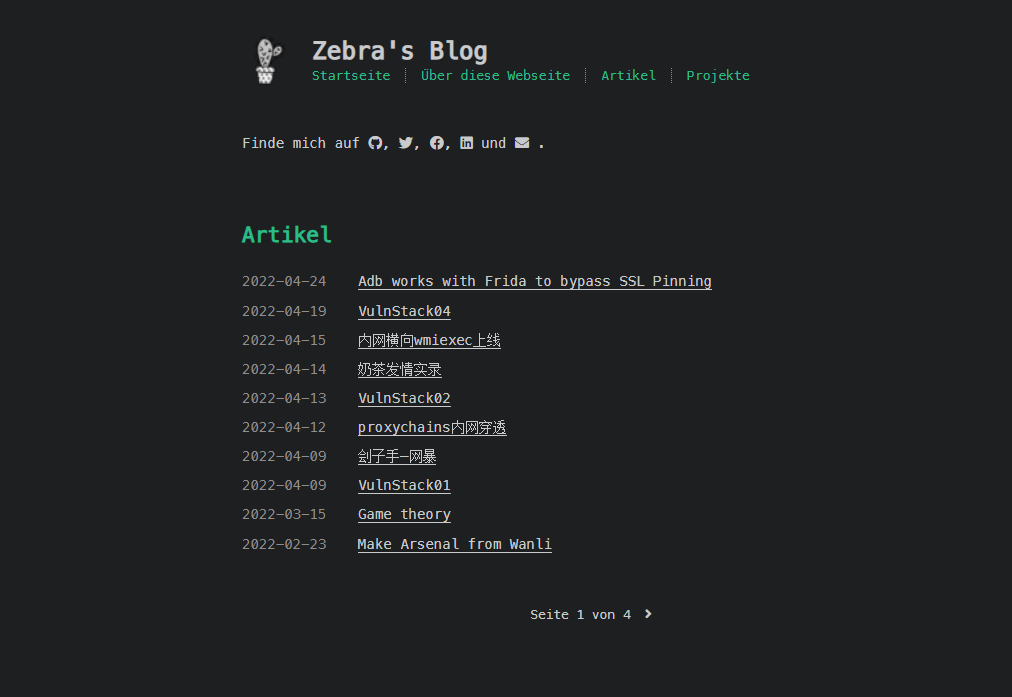 Zebra's Blog
Startseite Über diese Webseite Artikel Projekte
Finde mich auf , , , und .
Artikel
2022-04-24 Adb works with Frida to bypass SSL Pinning
2022-04-19 VulnStack04
2022-04-15 内网横向wmiexec上线
2022-04-14 奶茶发情实录
2022-04-13 VulnStack02
2022-04-12 proxychains内网穿透
2022-04-09 刽子手—网暴
2022-04-09 VulnStack01
2022-03-15 Game theory
2022-02-23 Make Arsenal from Wanli
Seite 1 von 4